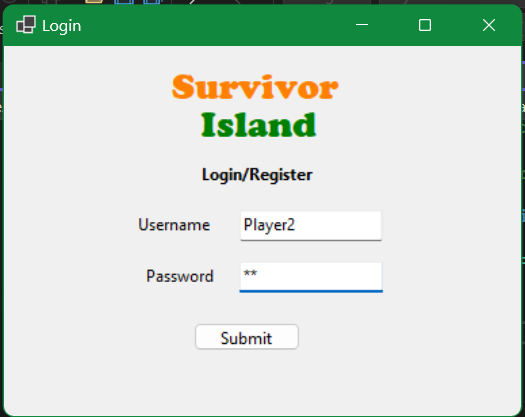 Login
Survivor
Island
Login/Register
Username Player2
Password **
Submit